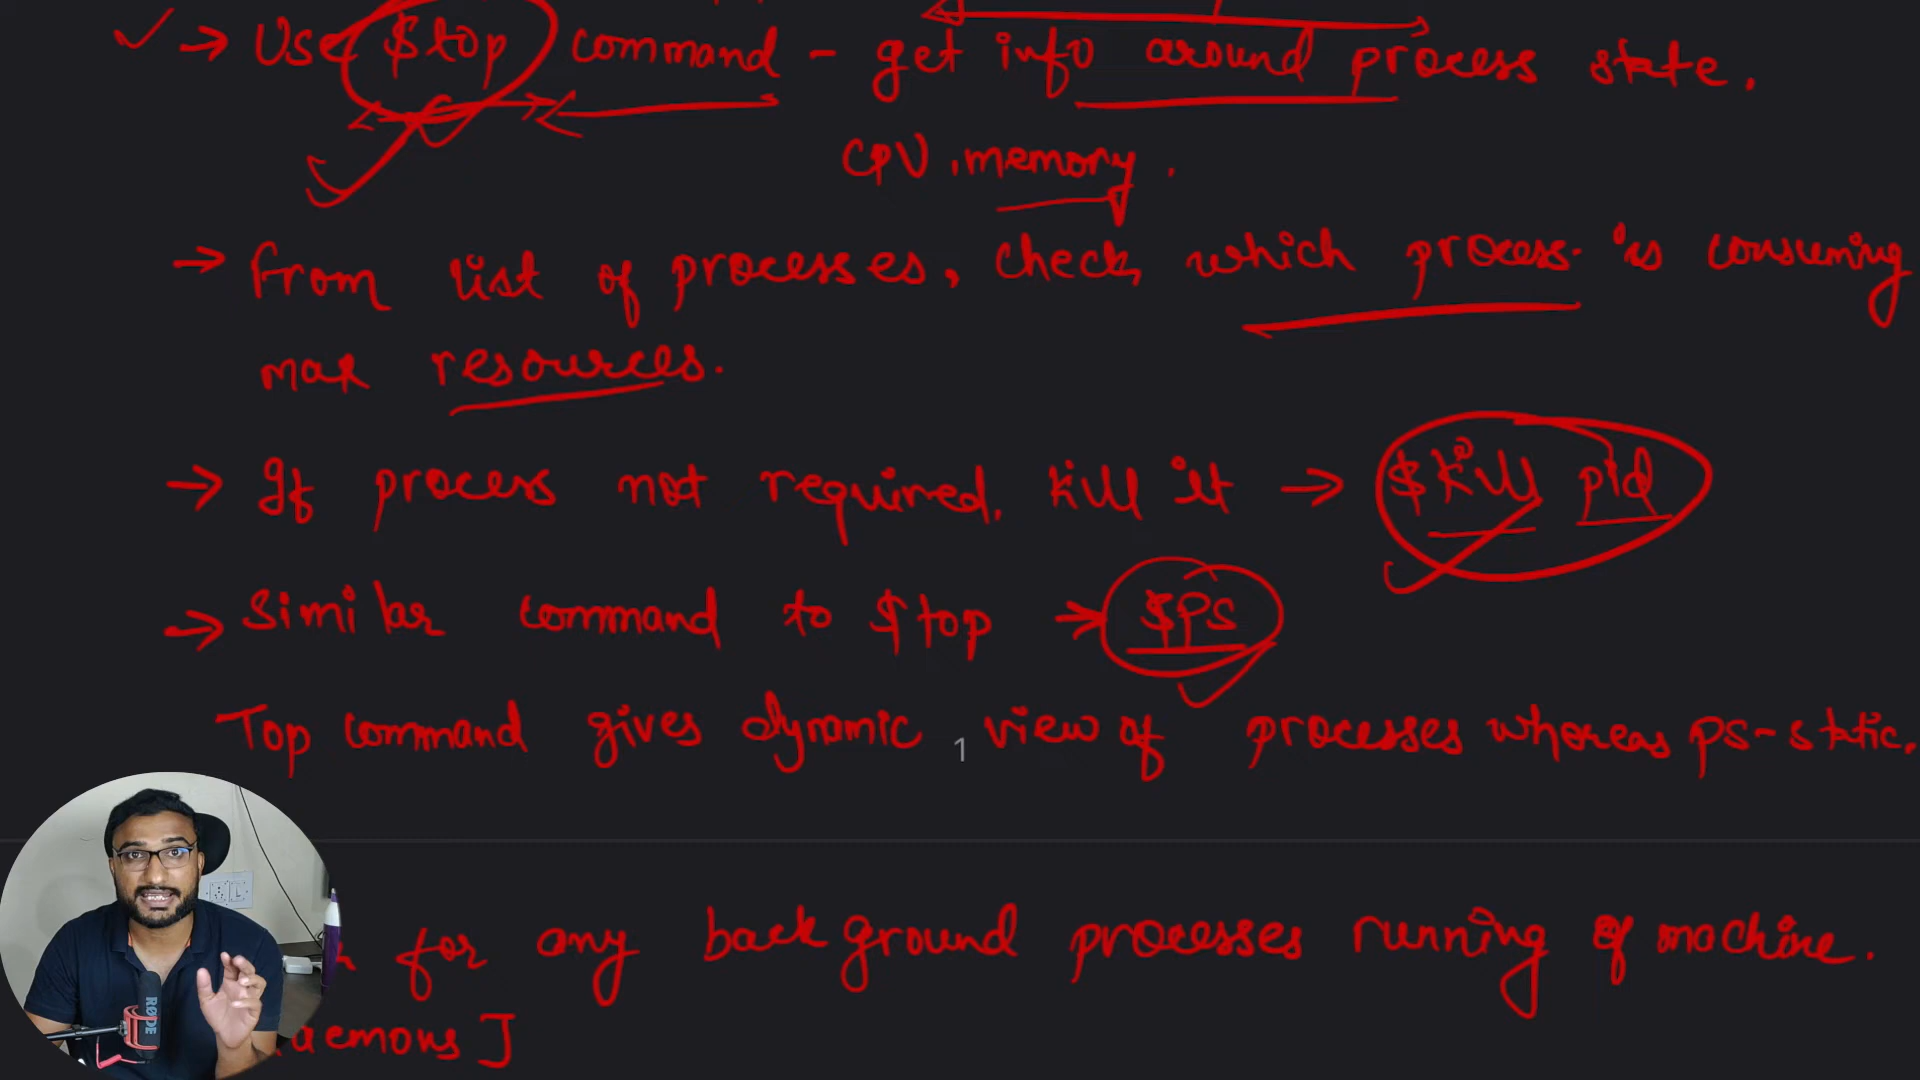 → Use $top command - get info around process state.
CPU, memory.
→ From list of processes, check, which process is consuming
max resources.
→ If process not required, kill it → $kill pid
→ Similar command to $top → $ps
Top command gives dynamic view of processes whereas ps-static.
1
for any background processes running of machine.
daemons]
RØDE